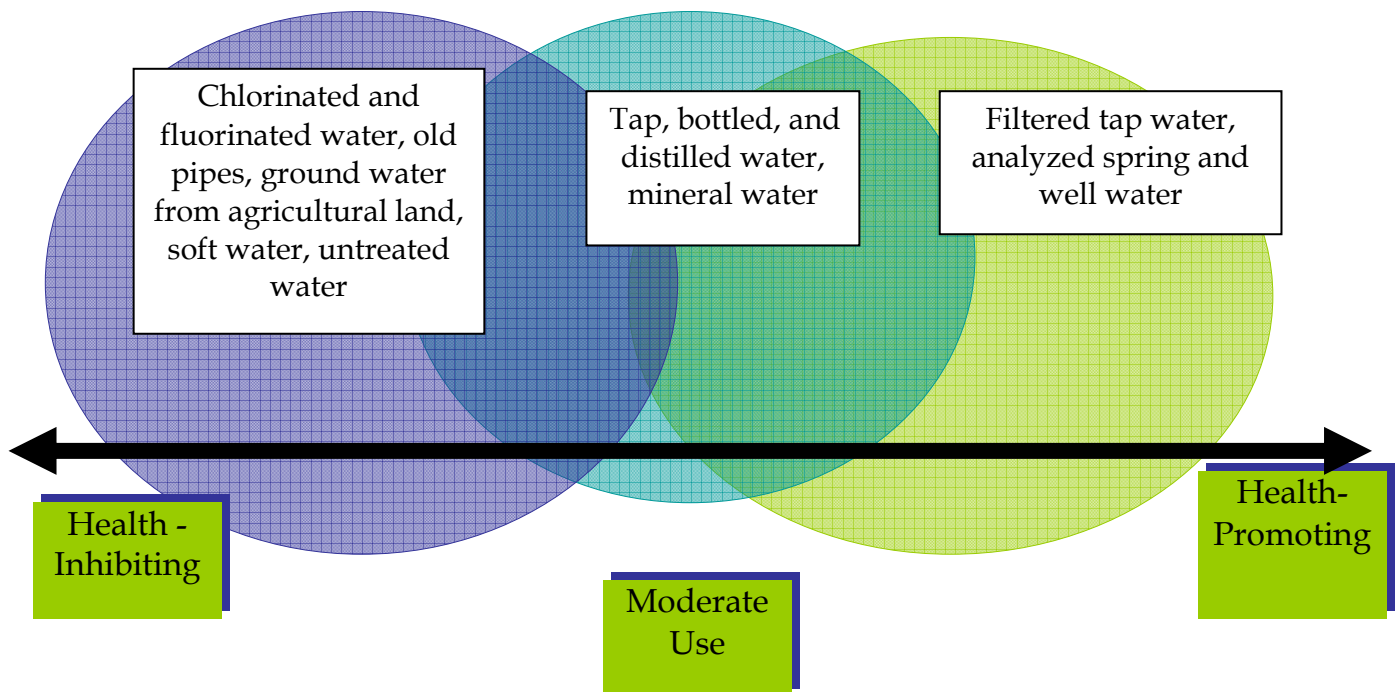 Chlorinated and
fluorinated water, old
pipes, ground water
from agricultural land,
soft water, untreated
water
Tap, bottled, and
distilled water,
mineral water
Filtered tap water,
analyzed spring and
well water
Health -
Inhibiting
Moderate
Use
Health-
Promoting